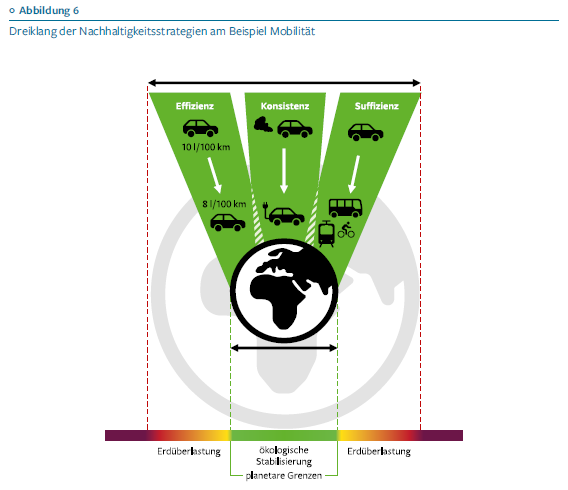 Abbildung 6
Dreiklang der Nachhaltigkeitsstrategien am Beispiel Mobilität
Effizienz
Konsistenz
Suffizienz
10 l/100 km
8 l/100 km
Erdüberlastung
ökologische
Stabilisierung
Erdüberlastung
planetare Grenzen